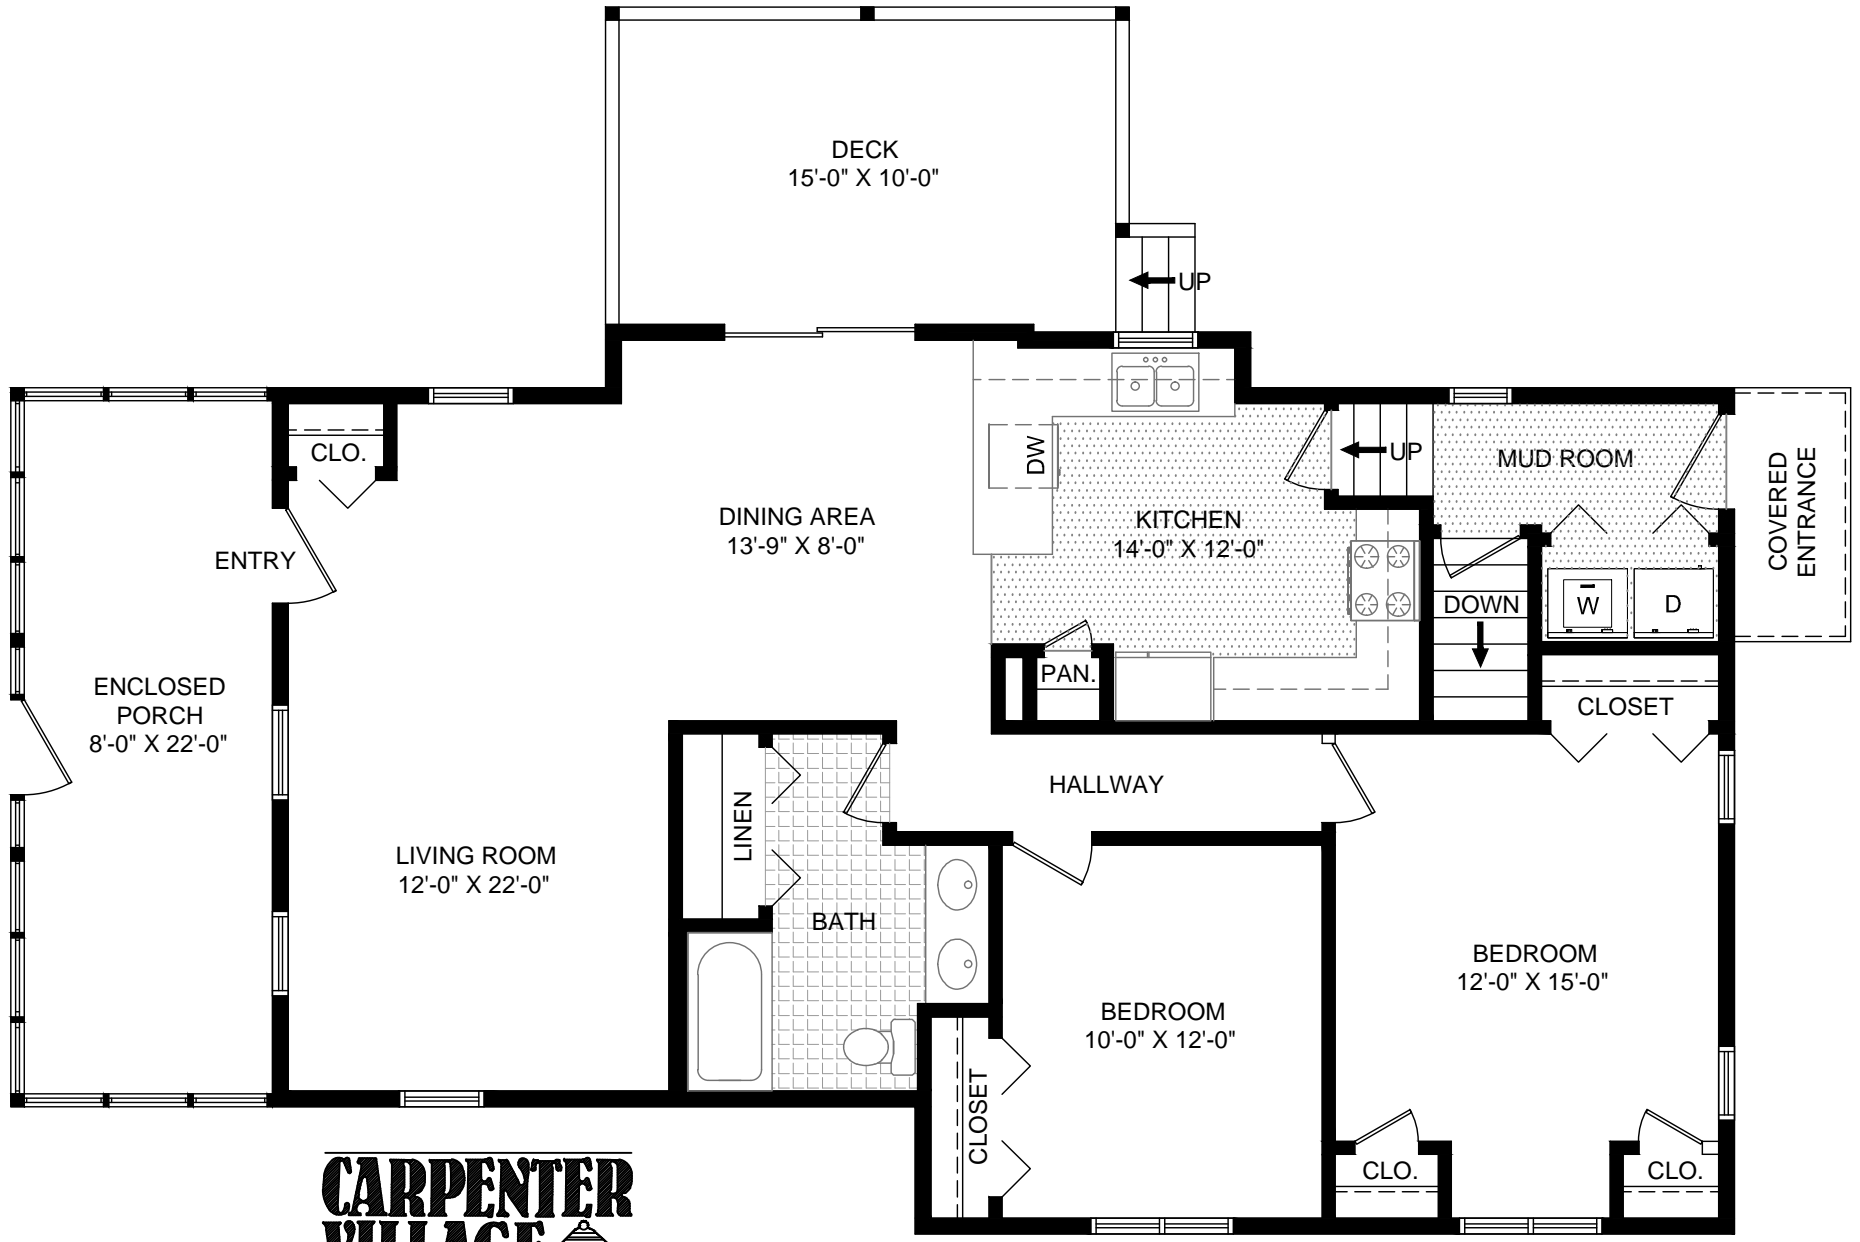 DECK
15'-0" X 10'-0"
UP
CLO.
ENTRY
DINING AREA
13'-9" X 8'-0"
DW
KITCHEN
14'-0" X 12'-0"
UP
MUD ROOM
COVERED
ENTRANCE
DOWN
W
D
PAN.
CLOSET
ENCLOSED
PORCH
8'-0" X 22'-0"
LIVING ROOM
12'-0" X 22'-0"
LINEN
BATH
HALLWAY
BEDROOM
10'-0" X 12'-0"
CLOSET
BEDROOM
12'-0" X 15'-0"
CLO.
CLO.
CARPENTER
VILLAGE